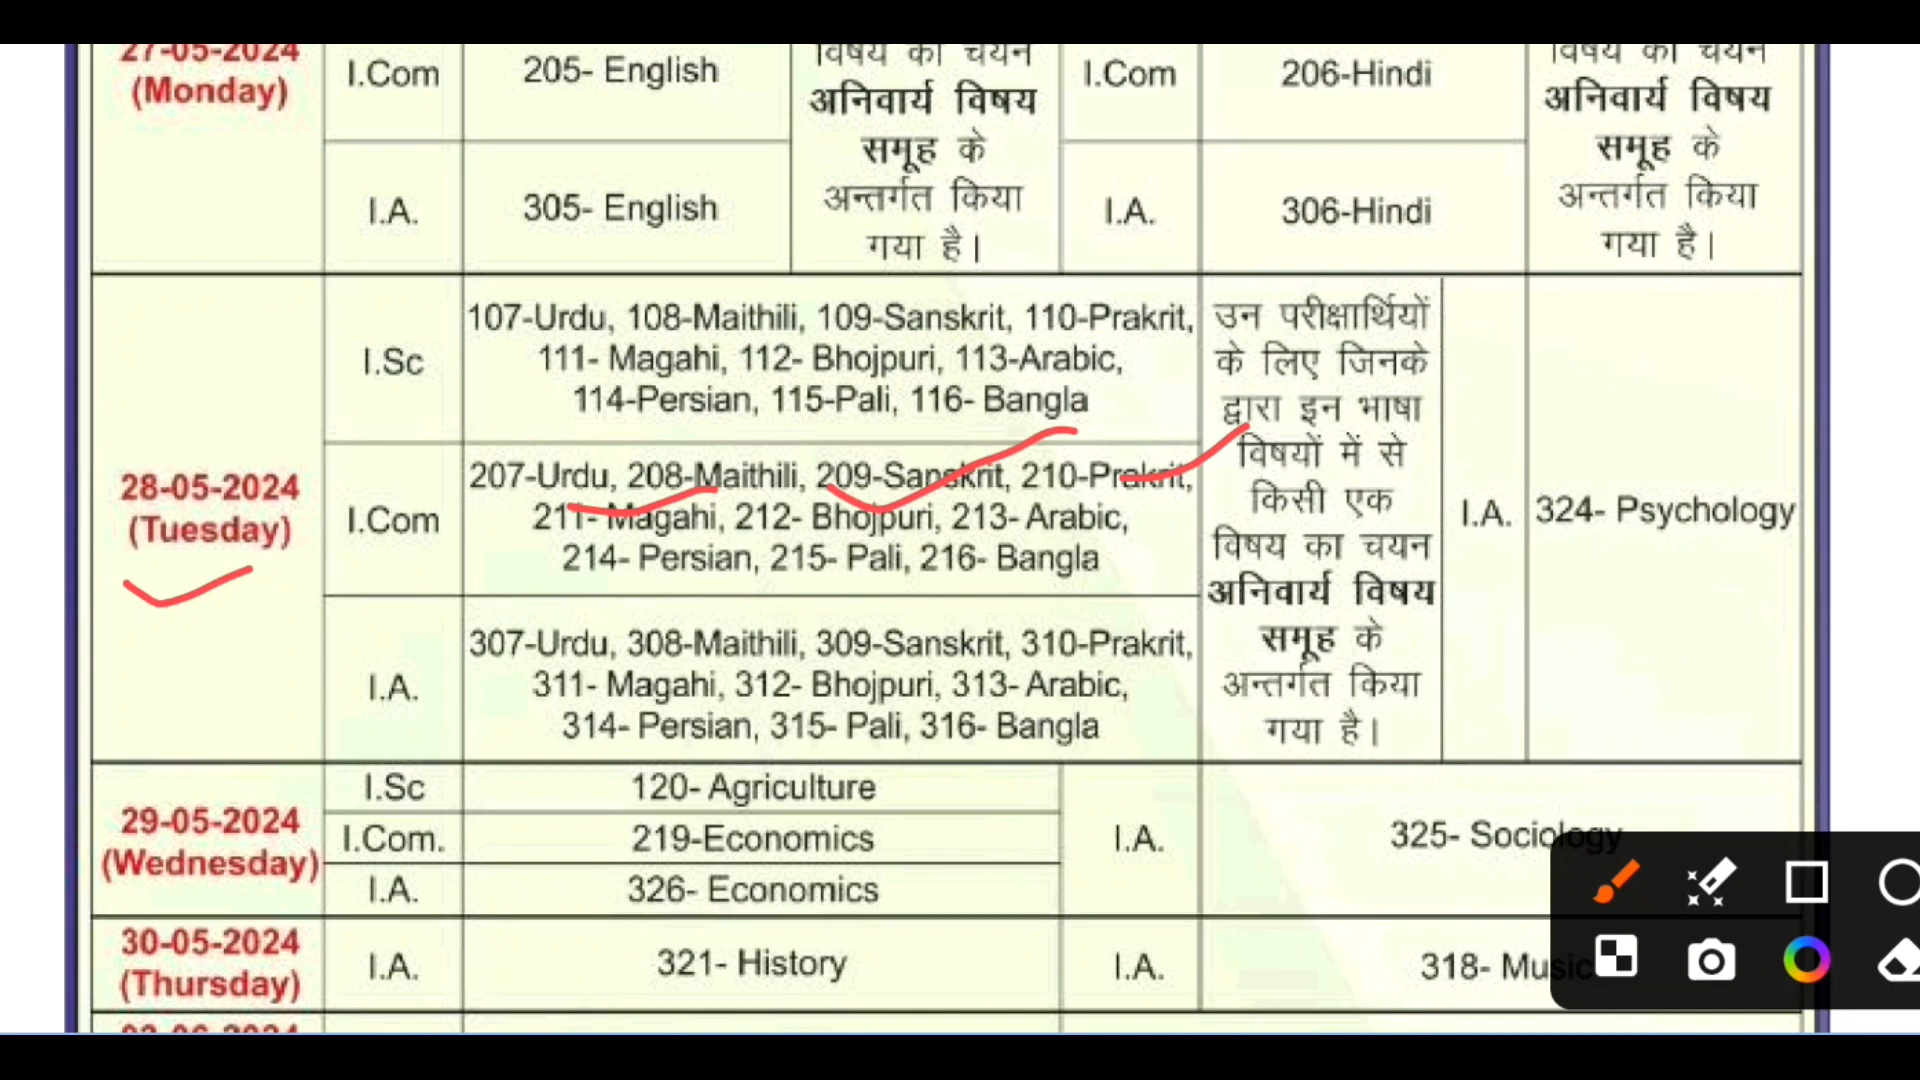 27-05-2024
(Monday)
I.Com
205- English
विषय का चयन
अनिवार्य विषय
समूह के
अन्तर्गत किया
गया है।
I.Com
206-Hindi
विषय का चयन
अनिवार्य विषय
समूह के
अन्तर्गत किया
गया है।
I.A.
305- English
I.A.
306-Hindi
28-05-2024
(Tuesday)
I.Sc
107-Urdu, 108-Maithili, 109-Sanskrit, 110-Prakrit,
111- Magahi, 112- Bhojpuri, 113-Arabic,
114-Persian, 115-Pali, 116- Bangla
I.Com
207-Urdu, 208-Maithili, 209-Sanskrit, 210-Prakrit,
211- Magahi, 212- Bhojpuri, 213- Arabic,
214- Persian, 215- Pali, 216- Bangla
I.A.
307-Urdu, 308-Maithili, 309-Sanskrit, 310-Prakrit,
311- Magahi, 312- Bhojpuri, 313- Arabic,
314- Persian, 315- Pali, 316- Bangla
उन परीक्षार्थियों
के लिए जिनके
द्वारा इन भाषा
विषयों में से
किसी एक
विषय का चयन
अनिवार्य विषय
समूह के
अन्तर्गत किया
गया है।
I.A.
324- Psychology
29-05-2024
(Wednesday)
I.Sc
120- Agriculture
I.Com.
219-Economics
I.A.
326- Economics
I.A.
325- Sociology
30-05-2024
(Thursday)
I.A.
321- History
I.A.
318- Music